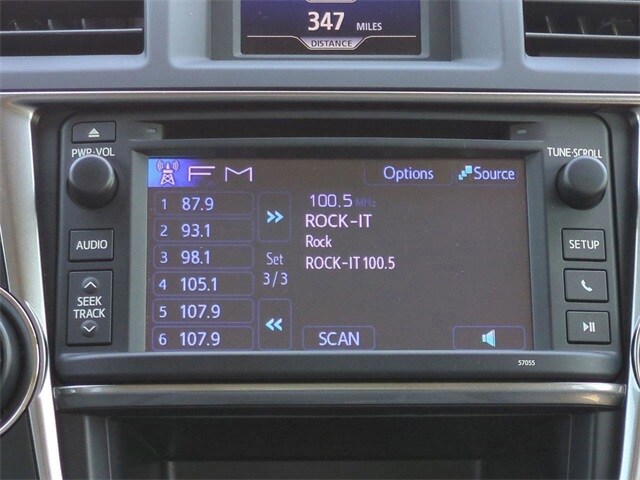 347 MILES
DISTANCE
PWR•VOL
TUNE•SCROLL
FM
Options
Source
1 87.9
100.5 MHz
ROCK-IT
2 93.1
Rock
AUDIO
SETUP
3 98.1
Set
ROCK-IT 100.5
3/3
4 105.1
SEEK
TRACK
5 107.9
6 107.9
SCAN
57055